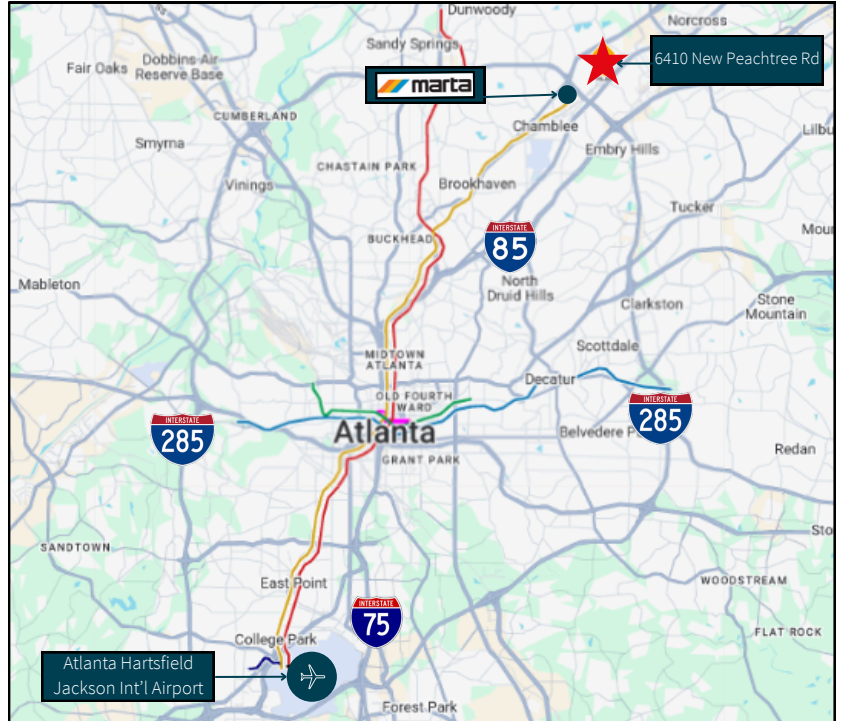 Dunwoody
Norcross
Sandy Springs
6410 New Peachtree Rd
Dobbins Air
Reserve Base
Fair Oaks
marta
CUMBERLAND
Chamblee
Smyrna
Embry Hills
CHASTAIN PARK
Vinings
Brookhaven
Tucker
INTERSTATE
85
BUCKHEAD
North
Druid Hills
Mableton
Clarkston
Stone
Mountain
Scottdale
MIDTOWN
ATLANTA
Decatur
OLD FOURTH
WARD
INTERSTATE
285
INTERSTATE
285
Atlanta
Belvedere P
GRANT PARK
Redan
Sto
SANDTOWN
East Point
WOODSTREAM
INTERSTATE
75
College Park
FLAT ROCK
Atlanta Hartsfield
Jackson Int'l Airport
Forest Park